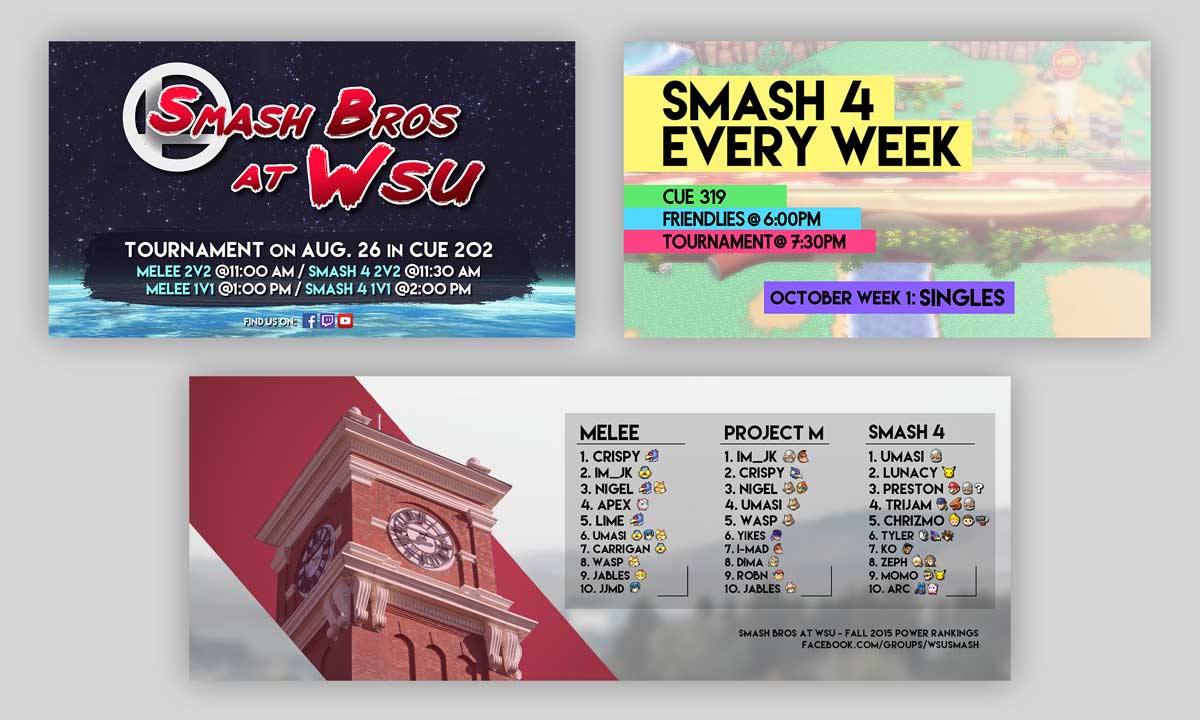 SMASH BROS
AT WSU
TOURNAMENT ON AUG. 26 IN CUE 202
MELEE 2V2 @11:00 AM / SMASH 4 2V2 @11:30 AM
MELEE 1V1 @1:00 PM / SMASH 4 1V1 @2:00 PM
FIND US ON:
SMASH 4
EVERY WEEK
CUE 319
FRIENDLIES @ 6:00PM
TOURNAMENT @ 7:30PM
OCTOBER WEEK 1: SINGLES
MELEE
1. CRISPY
2. IM_JK
3. NIGEL
4. APEX
5. LIME
6. UMASI
7. CARRIGAN
8. WASP
9. JABLES
10. JJMD
PROJECT M
1. IM_JK
2. CRISPY
3. NIGEL
4. UMASI
5. WASP
6. YIKES
7. I-MAD
8. DIMA
9. ROBN
10. JABLES
SMASH 4
1. UMASI
2. LUNACY
3. PRESTON ?
4. TRIJAM
5. CHRIZMO
6. TYLER
7. KO
8. ZEPH
9. MOMO
10. ARC
SMASH BROS AT WSU - FALL 2015 POWER RANKINGS
FACEBOOK.COM/GROUPS/WSUSMASH